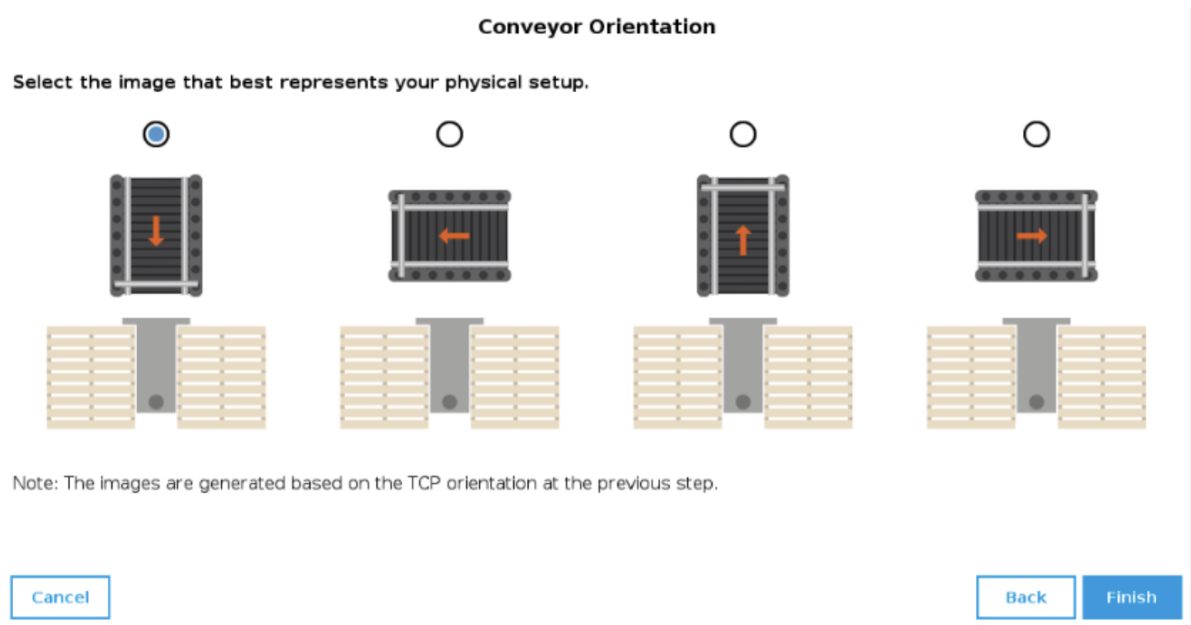 Conveyor Orientation
Select the image that best represents your physical setup.
Note: The images are generated based on the TCP orientation at the previous step.
Cancel
Back
Finish